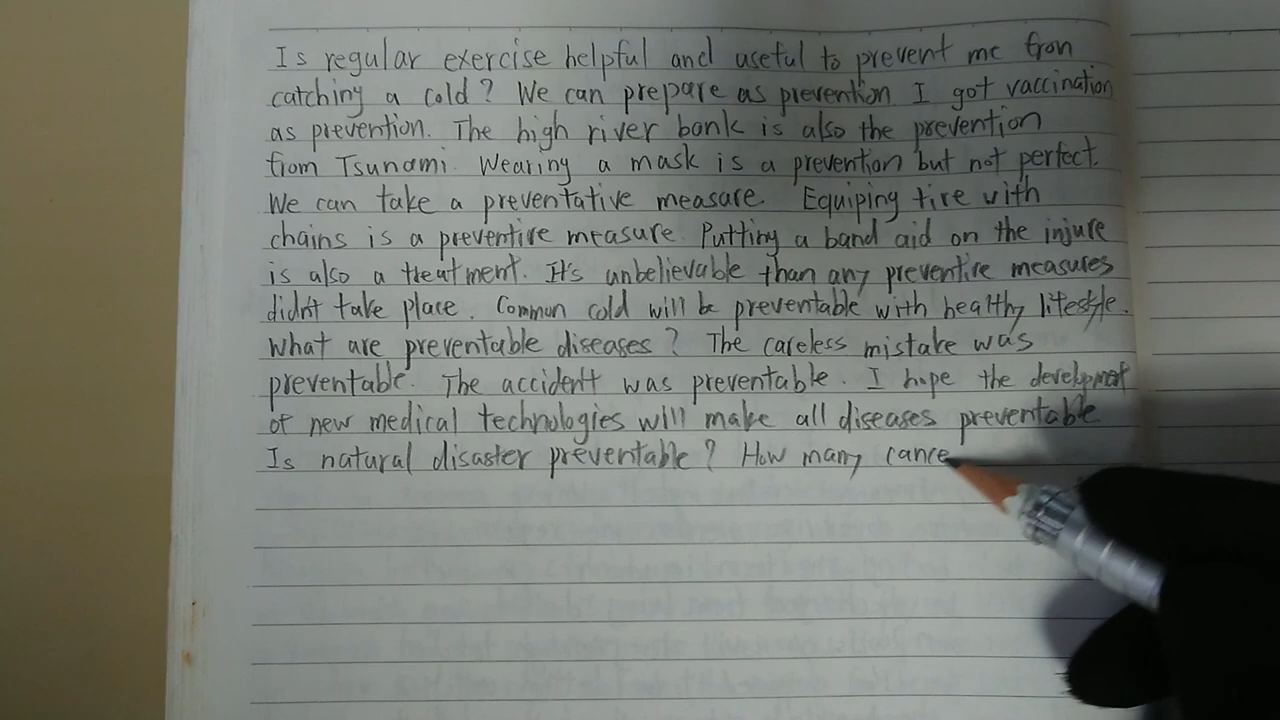 Is regular exercise helpful and useful to prevent me from
catching a cold? We can prepare as prevention I got vaccination
as prevention. The high river bank is also the prevention
from Tsunami. Wearing a mask is a prevention but not perfect.
We can take a preventative measure. Equiping tire with
chains is a preventive measure. Putting a band aid on the injure
is also a treatment. It's unbelievable than any preventive measures
didn't take place. Common cold will be preventable with healthy lifestyle.
What are preventable diseases? The careless mistake was
preventable. The accident was preventable. I hope the development
of new medical technologies will make all diseases preventable
Is natural disaster preventable? How many cance